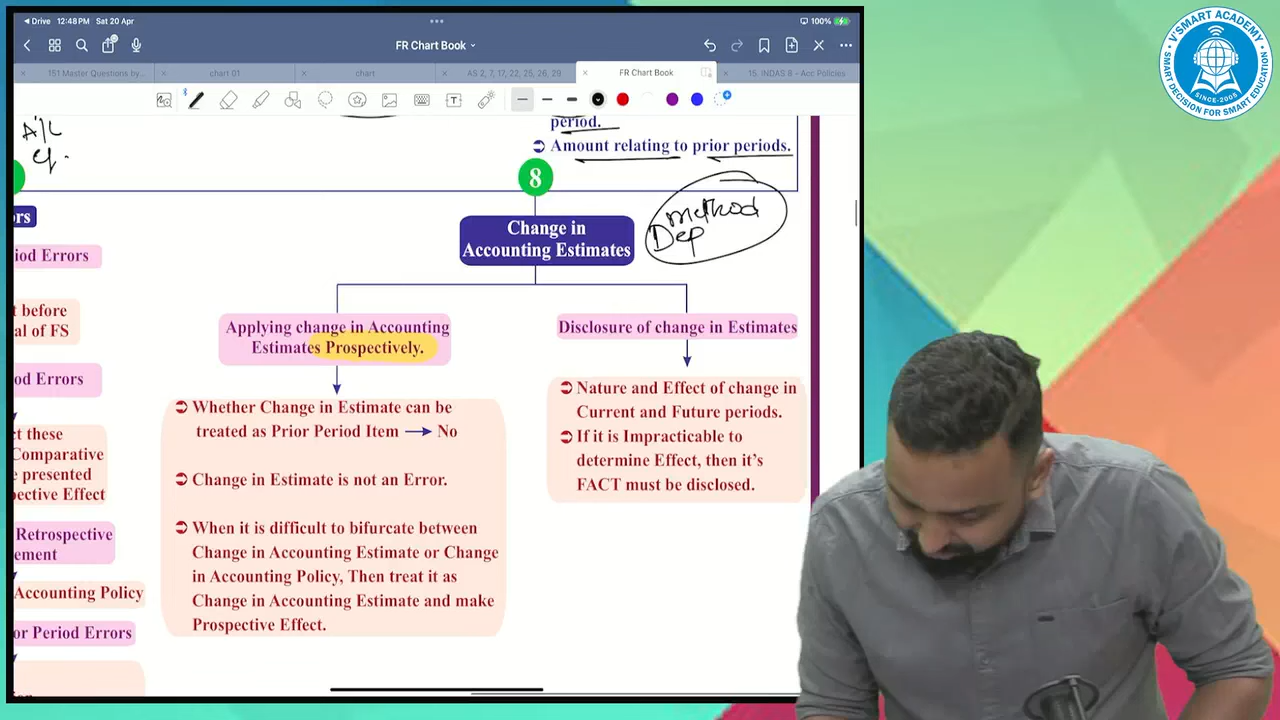 Drive 12:48 PM Sat 20 Apr
100%
FR Chart Book
151 Master Questions by...
chart 01
chart
AS 2, 7, 17, 22, 25, 26, 29
FR Chart Book
15. INDAS 8 - Acc Policies
V'SMART ACADEMY
SMART DECISION FOR SMART EDUCATION
SINCE-2005
period.
Amount relating to prior periods.
8
Change in
Accounting Estimates
method
Dep
Applying change in Accounting
Estimates Prospectively.
Whether Change in Estimate can be
treated as Prior Period Item → No
Change in Estimate is not an Error.
When it is difficult to bifurcate between
Change in Accounting Estimate or Change
in Accounting Policy, Then treat it as
Change in Accounting Estimate and make
Prospective Effect.
Disclosure of change in Estimates
Nature and Effect of change in
Current and Future periods.
If it is Impracticable to
determine Effect, then it's
FACT must be disclosed.
rs
iod Errors
t before
al of FS
od Errors
ct these
Comparative
e presented
pective Effect
Retrospective
ement
Accounting Policy
or Period Errors